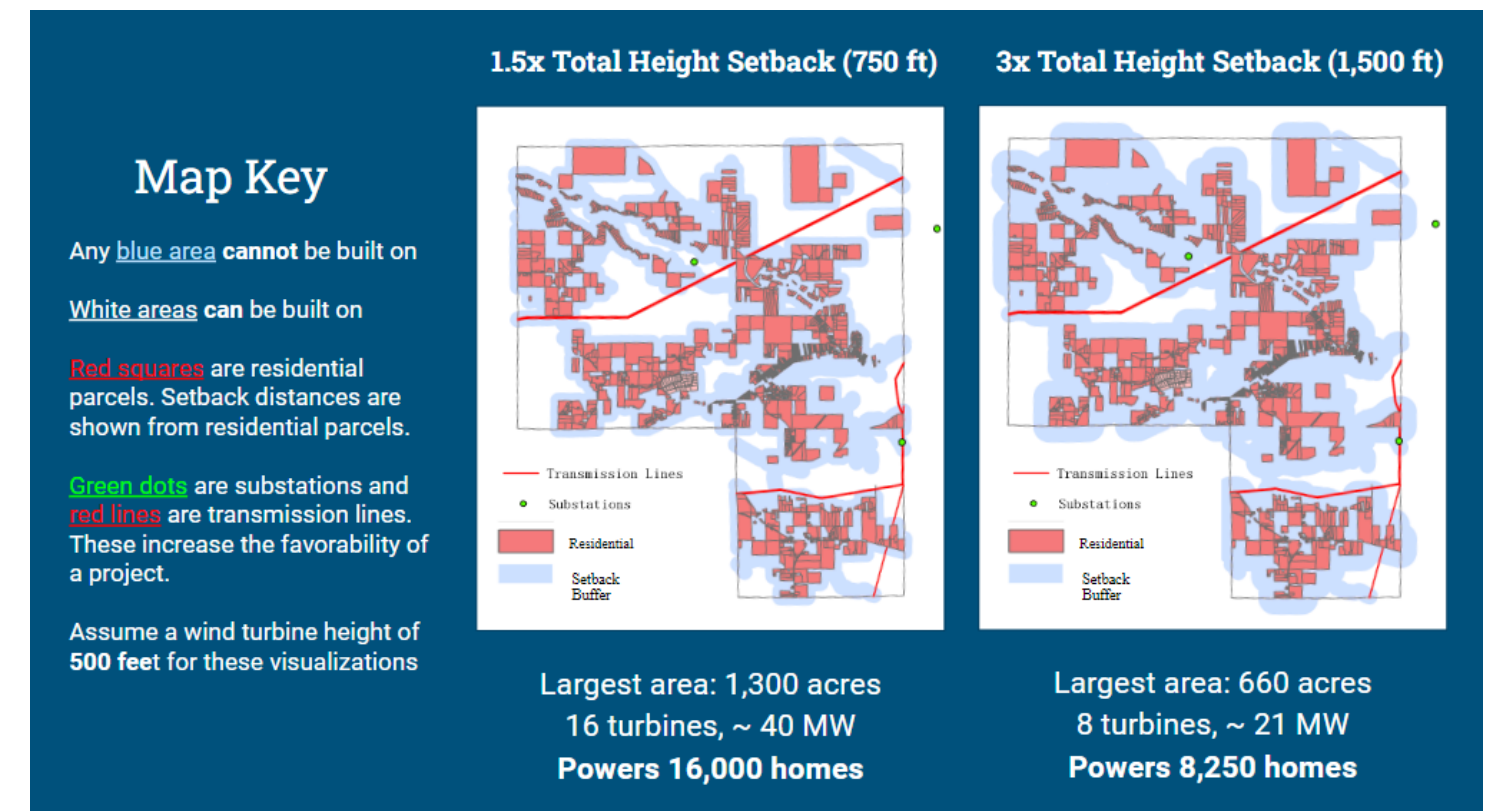 1.5x Total Height Setback (750 ft)
3x Total Height Setback (1,500 ft)
Map Key
Any blue area cannot be built on
White areas can be built on
Red squares are residential
parcels. Setback distances are
shown from residential parcels.
Green dots are substations and
red lines are transmission lines.
These increase the favorability of
a project.
Assume a wind turbine height of
500 feet for these visualizations
Transmission Lines
Substations
Residential
Setback
Buffer
Transmission Lines
Substations
Residential
Setback
Buffer
Largest area: 1,300 acres
16 turbines, ~ 40 MW
Powers 16,000 homes
Largest area: 660 acres
8 turbines, ~ 21 MW
Powers 8,250 homes